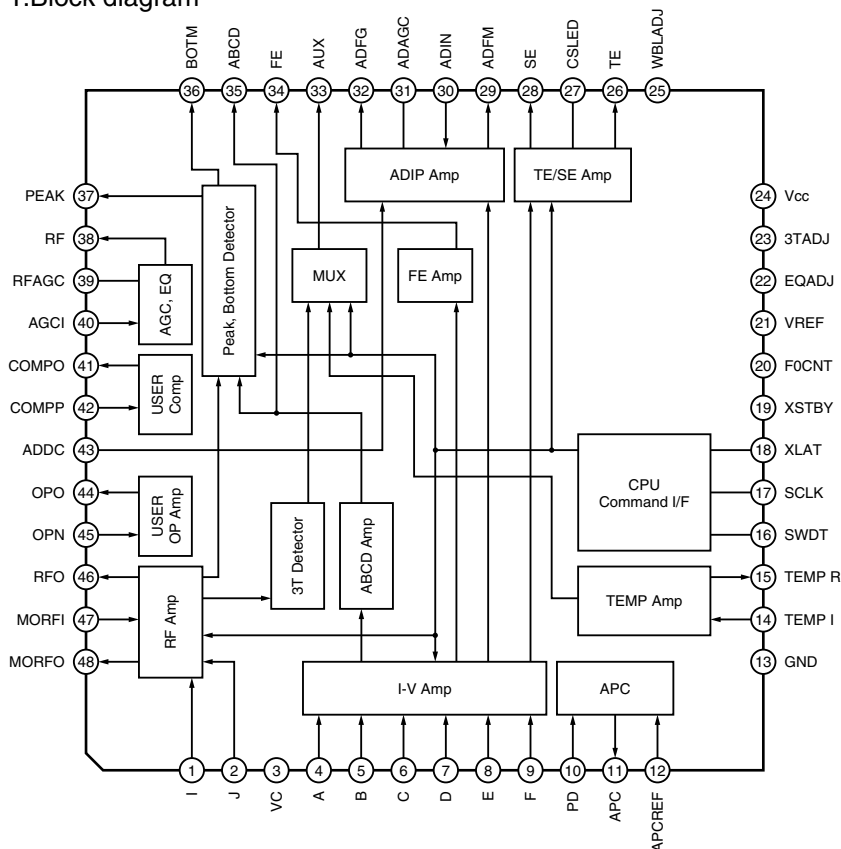 1.Block diagram
BOTM
ABCD
FE
AUX
ADFG
ADAGC
ADIN
ADFM
SE
CSLED
TE
WBLADJ
36
35
34
33
32
31
30
29
28
27
26
25
ADIP Amp
TE/SE Amp
PEAK 37
24 Vcc
RF 38
23 3TADJ
RFAGC 39
22 EQADJ
AGCI 40
21 VREF
COMPO 41
20 F0CNT
COMPP 42
19 XSTBY
ADDC 43
18 XLAT
OPO 44
17 SCLK
OPN 45
16 SWDT
RFO 46
15 TEMP R
MORFI 47
14 TEMP I
MORFO 48
13 GND
AGC, EQ
Peak, Bottom Detector
MUX
FE Amp
USER
Comp
USER
OP Amp
3T Detector
ABCD Amp
CPU
Command I/F
RF Amp
TEMP Amp
I-V Amp
APC
1
2
3
4
5
6
7
8
9
10
11
12
I
J
VC
A
B
C
D
E
F
PD
APC
APCREF